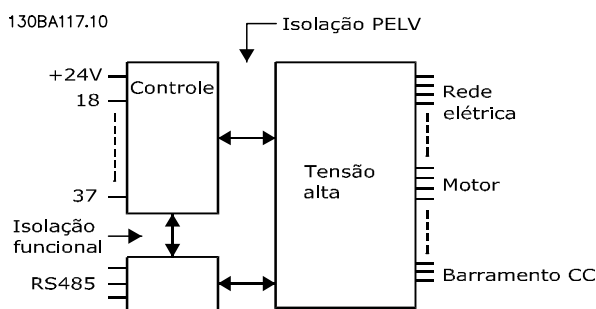 130BA117.10
Isolação PELV
+24V
Controle
18
37
Tensão
alta
Rede
elétrica
Motor
Isolação
funcional
RS485
Barramento CC